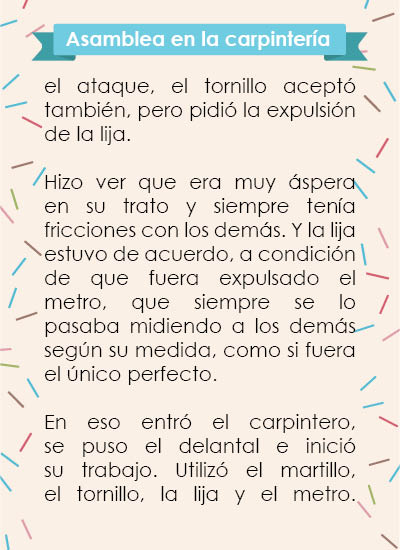 Asamblea en la carpintería
el ataque, el tornillo aceptó
también, pero pidió la expulsión
de la lija.
Hizo ver que era muy áspera
en su trato y siempre tenía
fricciones con los demás. Y la lija
estuvo de acuerdo, a condición
de que fuera expulsado el
metro, que siempre se lo
pasaba midiendo a los demás
según su medida, como si fuera
el único perfecto.
En eso entró el carpintero,
se puso el delantal e inició
su trabajo. Utilizó el martillo,
el tornillo, la lija y el metro.